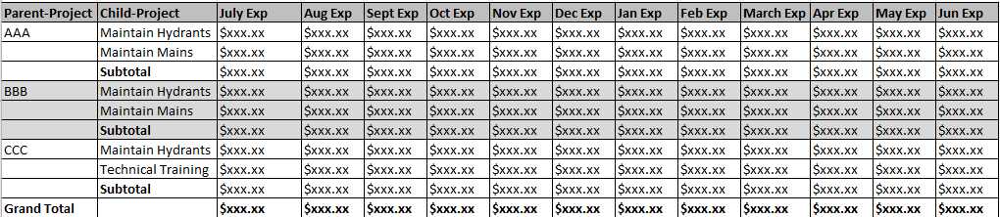 Parent-Project Child-Project July Exp Aug Exp Sept Exp Oct Exp Nov Exp Dec Exp Jan Exp Feb Exp March Exp Apr Exp May Exp Jun Exp
AAA Maintain Hydrants $xxx.xx $xxx.xx $xxx.xx $xxx.xx $xxx.xx $xxx.xx $xxx.xx $xxx.xx $xxx.xx $xxx.xx $xxx.xx $xxx.xx
Maintain Mains $xxx.xx $xxx.xx $xxx.xx $xxx.xx $xxx.xx $xxx.xx $xxx.xx $xxx.xx $xxx.xx $xxx.xx $xxx.xx $xxx.xx
Subtotal $xxx.xx $xxx.xx $xxx.xx $xxx.xx $xxx.xx $xxx.xx $xxx.xx $xxx.xx $xxx.xx $xxx.xx $xxx.xx $xxx.xx
BBB Maintain Hydrants $xxx.xx $xxx.xx $xxx.xx $xxx.xx $xxx.xx $xxx.xx $xxx.xx $xxx.xx $xxx.xx $xxx.xx $xxx.xx $xxx.xx
Maintain Mains $xxx.xx $xxx.xx $xxx.xx $xxx.xx $xxx.xx $xxx.xx $xxx.xx $xxx.xx $xxx.xx $xxx.xx $xxx.xx $xxx.xx
Subtotal $xxx.xx $xxx.xx $xxx.xx $xxx.xx $xxx.xx $xxx.xx $xxx.xx $xxx.xx $xxx.xx $xxx.xx $xxx.xx $xxx.xx
CCC Maintain Hydrants $xxx.xx $xxx.xx $xxx.xx $xxx.xx $xxx.xx $xxx.xx $xxx.xx $xxx.xx $xxx.xx $xxx.xx $xxx.xx $xxx.xx
Technical Training $xxx.xx $xxx.xx $xxx.xx $xxx.xx $xxx.xx $xxx.xx $xxx.xx $xxx.xx $xxx.xx $xxx.xx $xxx.xx $xxx.xx
Subtotal $xxx.xx $xxx.xx $xxx.xx $xxx.xx $xxx.xx $xxx.xx $xxx.xx $xxx.xx $xxx.xx $xxx.xx $xxx.xx $xxx.xx
Grand Total $xxx.xx $xxx.xx $xxx.xx $xxx.xx $xxx.xx $xxx.xx $xxx.xx $xxx.xx $xxx.xx $xxx.xx $xxx.xx $xxx.xx